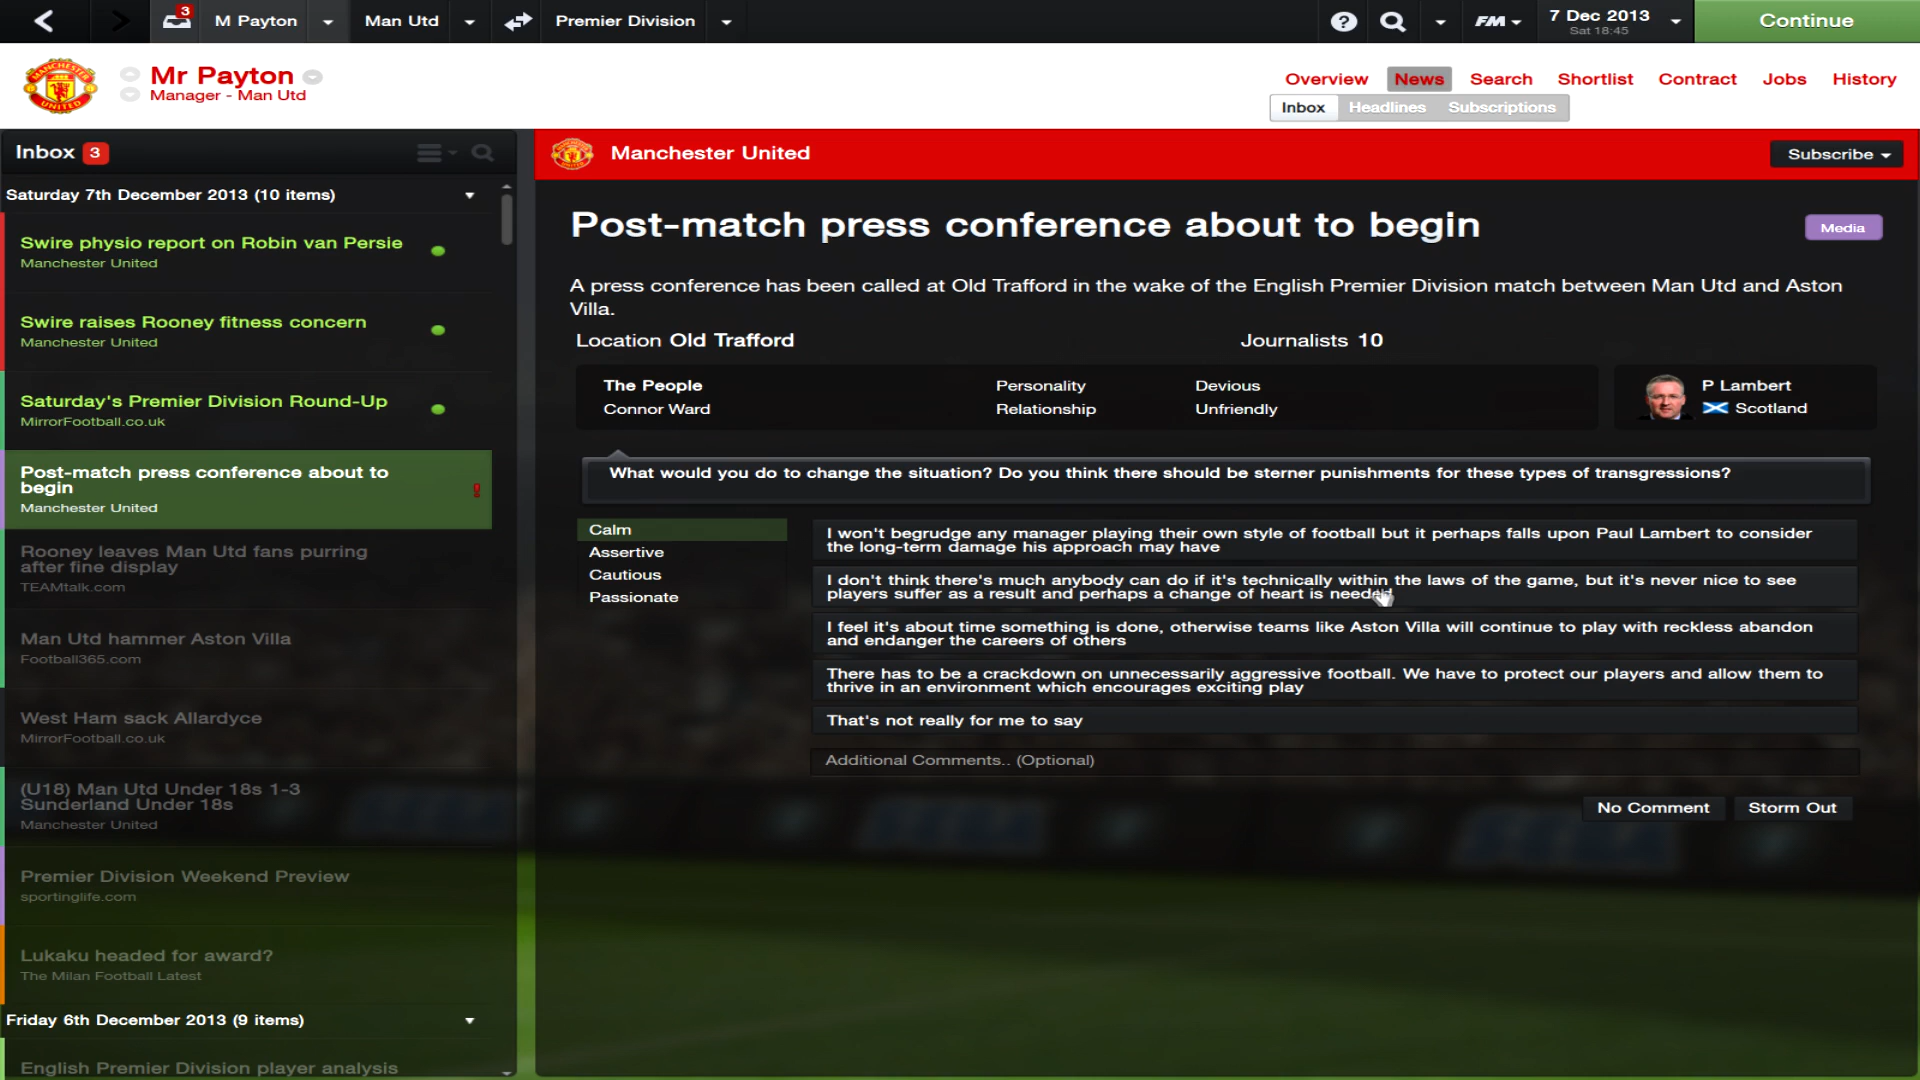 3
M Payton
Man Utd
Premier Division
FM
7 Dec 2013
Sat 18:45
Continue
Mr Payton
Manager - Man Utd
Overview
News
Search
Shortlist
Contract
Jobs
History
Inbox
Headlines
Subscriptions
Inbox 3
Saturday 7th December 2013 (10 items)
Swire physio report on Robin van Persie
Manchester United
Swire raises Rooney fitness concern
Manchester United
Saturday's Premier Division Round-Up
MirrorFootball.co.uk
Post-match press conference about to
begin
Manchester United
Rooney leaves Man Utd fans purring
after fine display
TEAMtalk.com
Man Utd hammer Aston Villa
Football365.com
West Ham sack Allardyce
MirrorFootball.co.uk
(U18) Man Utd Under 18s 1-3
Sunderland Under 18s
Manchester United
Premier Division Weekend Preview
sportinglife.com
Lukaku headed for award?
The Milan Football Latest
Friday 6th December 2013 (9 items)
English Premier Division player analysis
Manchester United
Subscribe
Post-match press conference about to begin
Media
A press conference has been called at Old Trafford in the wake of the English Premier Division match between Man Utd and Aston
Villa.
Location Old Trafford
Journalists 10
The People
Connor Ward
Personality
Devious
Relationship
Unfriendly
P Lambert
Scotland
What would you do to change the situation? Do you think there should be sterner punishments for these types of transgressions?
Calm
Assertive
Cautious
Passionate
I won't begrudge any manager playing their own style of football but it perhaps falls upon Paul Lambert to consider
the long-term damage his approach may have
I don't think there's much anybody can do if it's technically within the laws of the game, but it's never nice to see
players suffer as a result and perhaps a change of heart is needed
I feel it's about time something is done, otherwise teams like Aston Villa will continue to play with reckless abandon
and endanger the careers of others
There has to be a crackdown on unnecessarily aggressive football. We have to protect our players and allow them to
thrive in an environment which encourages exciting play
That's not really for me to say
Additional Comments.. (Optional)
No Comment
Storm Out